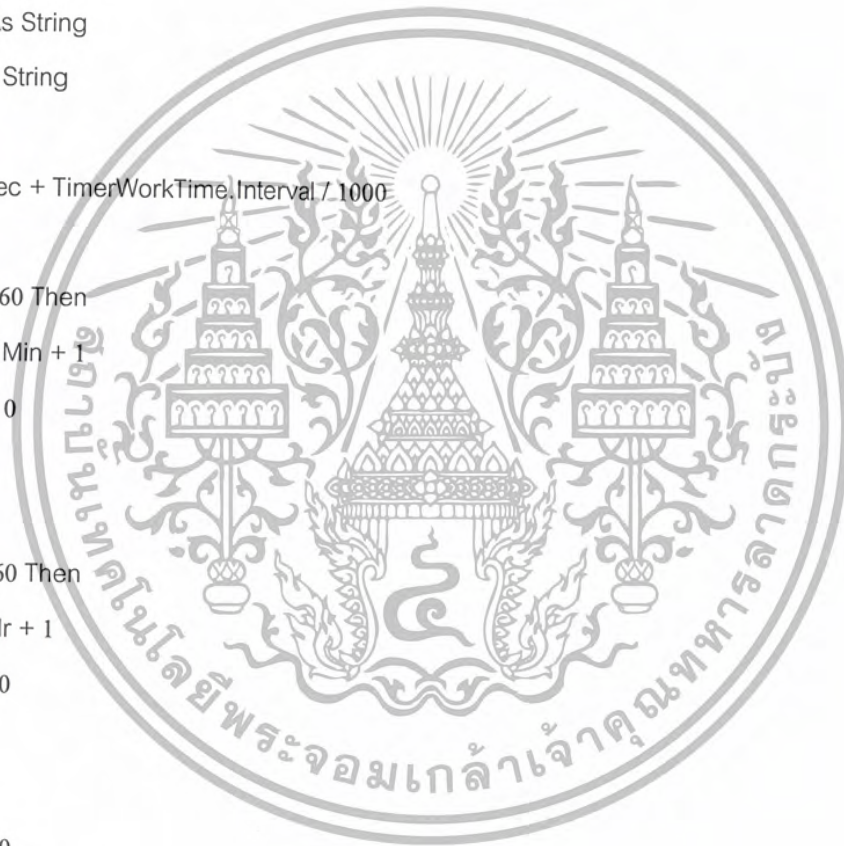 s String
String
ec + TimerWorkTime.Interval / 1000
60 Then
Min + 1
0
60 Then
Hr + 1
0
0
สถาบันเทคโนโลยีพระจอมเกล้าเจ้าคุณทหารลาดกระบัง
๔